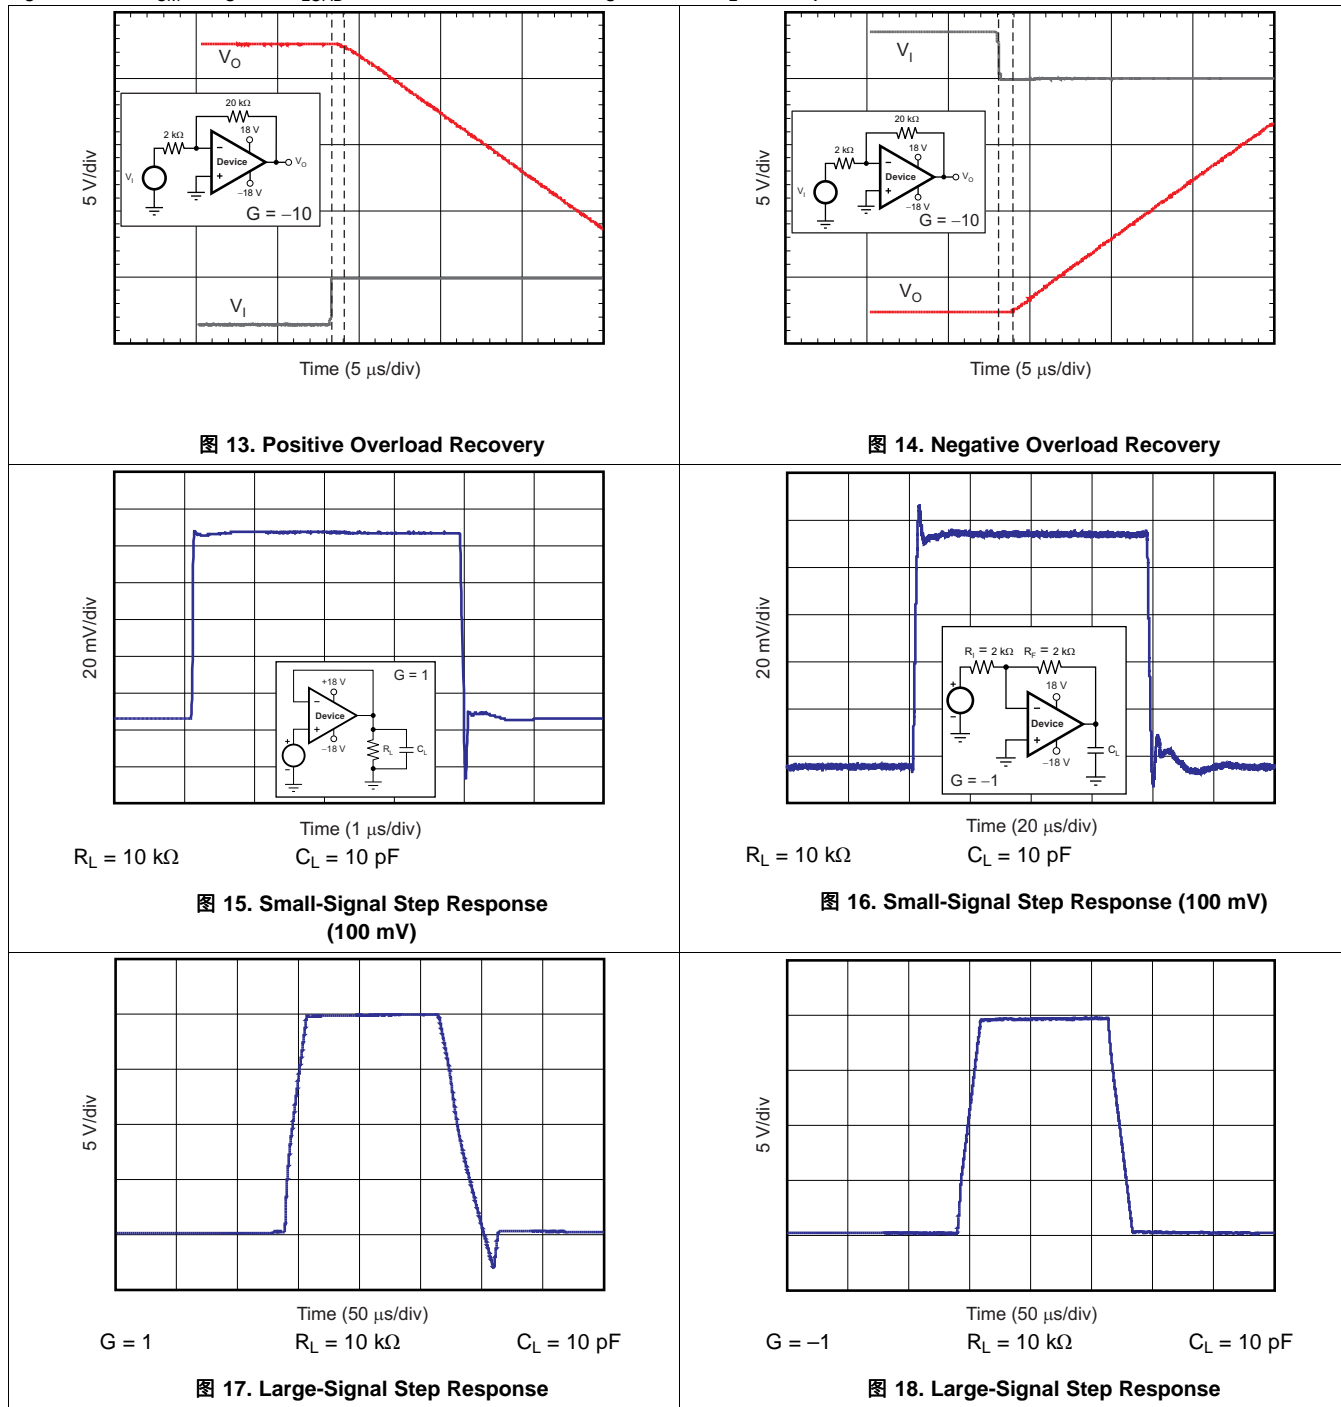 V_O
5 V/div
20 kΩ
2 kΩ
18 V
Device
V_I
V_O
–18 V
G = –10
V_I
Time (5 μs/div)
图 13. Positive Overload Recovery
V_I
5 V/div
20 kΩ
2 kΩ
18 V
Device
V_I
V_O
–18 V
G = –10
V_O
Time (5 μs/div)
图 14. Negative Overload Recovery
20 mV/div
G = 1
+18 V
Device
–18 V
R_L
C_L
Time (1 μs/div)
R_L = 10 kΩ C_L = 10 pF
图 15. Small-Signal Step Response
(100 mV)
20 mV/div
R_I = 2 kΩ R_F = 2 kΩ
18 V
Device
–18 V
C_L
G = –1
Time (20 μs/div)
R_L = 10 kΩ C_L = 10 pF
图 16. Small-Signal Step Response (100 mV)
5 V/div
Time (50 μs/div)
G = 1 R_L = 10 kΩ C_L = 10 pF
图 17. Large-Signal Step Response
5 V/div
Time (50 μs/div)
G = –1 R_L = 10 kΩ C_L = 10 pF
图 18. Large-Signal Step Response